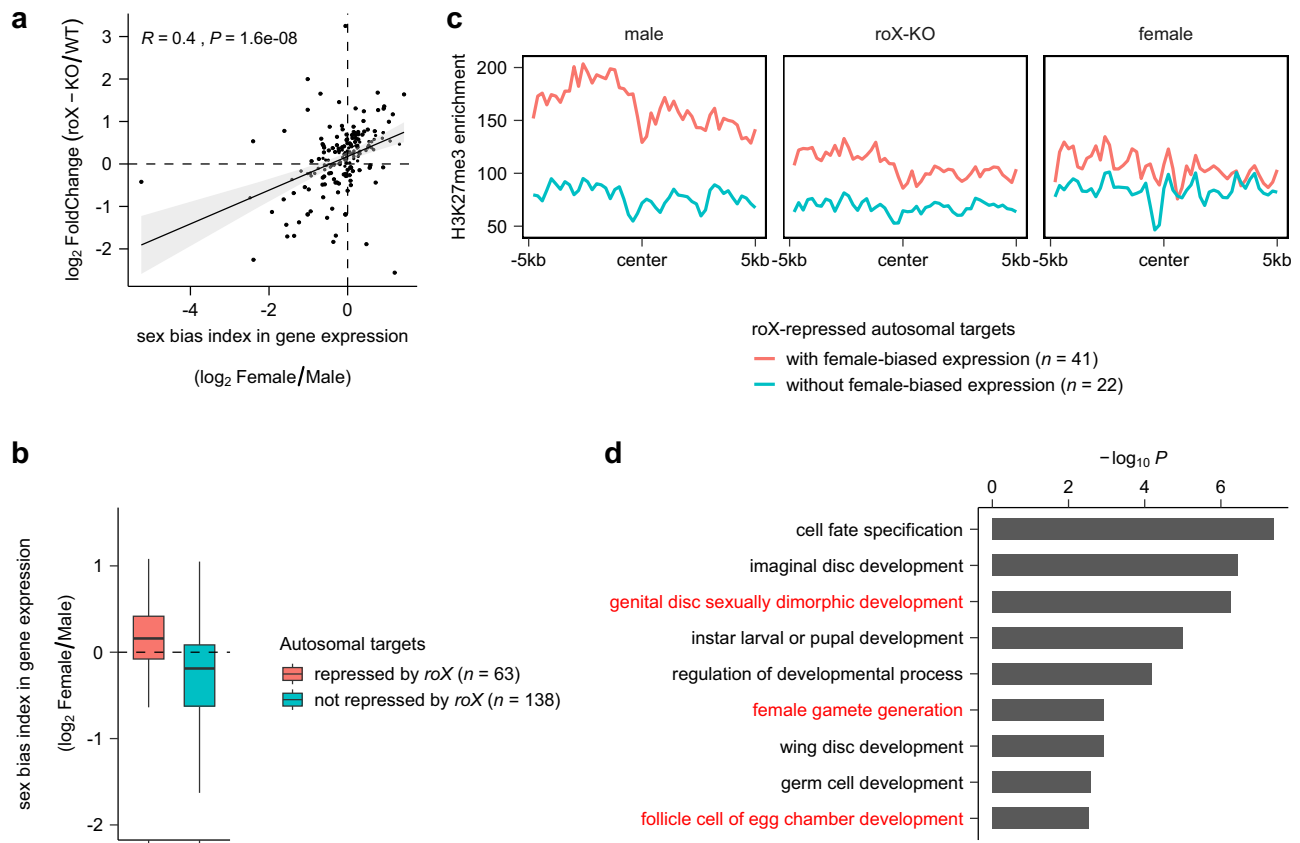 a
R = 0.4 , P = 1.6e-08
log2 FoldChange (roX − KO/WT)
3
2
1
0
-1
-2
-4
-2
0
sex bias index in gene expression
(log2 Female/Male)
c
male
roX-KO
female
H3K27me3 enrichment
200
150
100
50
-5kb
center
5kb
-5kb
center
5kb
-5kb
center
5kb
roX-repressed autosomal targets
with female-biased expression (n = 41)
without female-biased expression (n = 22)
b
sex bias index in gene expression
(log2 Female/Male)
1
0
-1
-2
Autosomal targets
repressed by roX (n = 63)
not repressed by roX (n = 138)
d
−log10 P
0
2
4
6
cell fate specification
imaginal disc development
genital disc sexually dimorphic development
instar larval or pupal development
regulation of developmental process
female gamete generation
wing disc development
germ cell development
follicle cell of egg chamber development